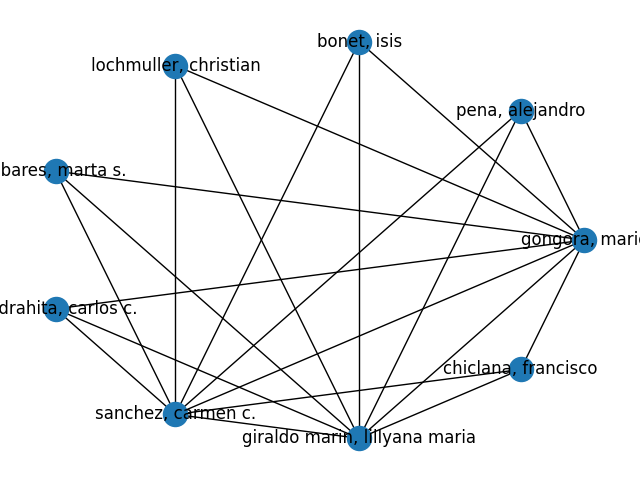 bonet, isis
lochmuller, christian
pena, alejandro
bares, marta s.
gongora, mario
drahita, carlos c.
chiclana, francisco
sanchez, carmen c.
giraldo marin, lillyana maria